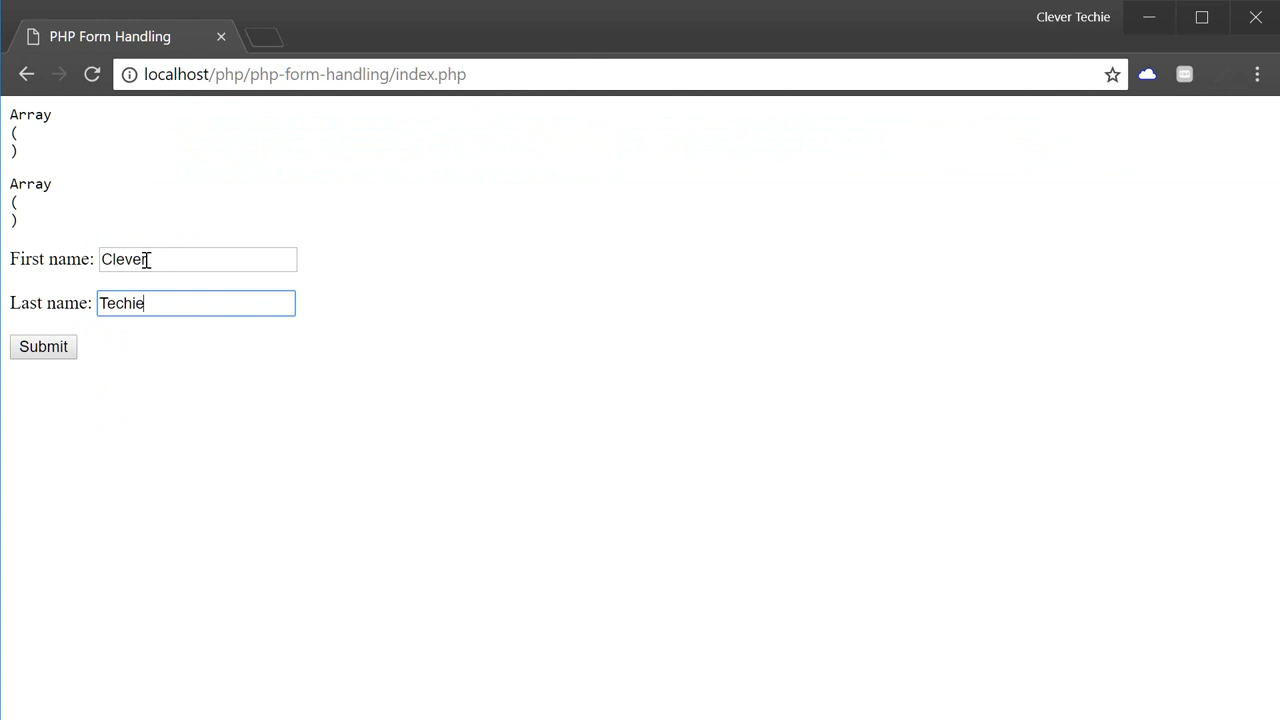 Clever Techie
PHP Form Handling
localhost/php/php-form-handling/index.php
Array
(
)
Array
(
)
First name: Clever
Last name: Techie
Submit